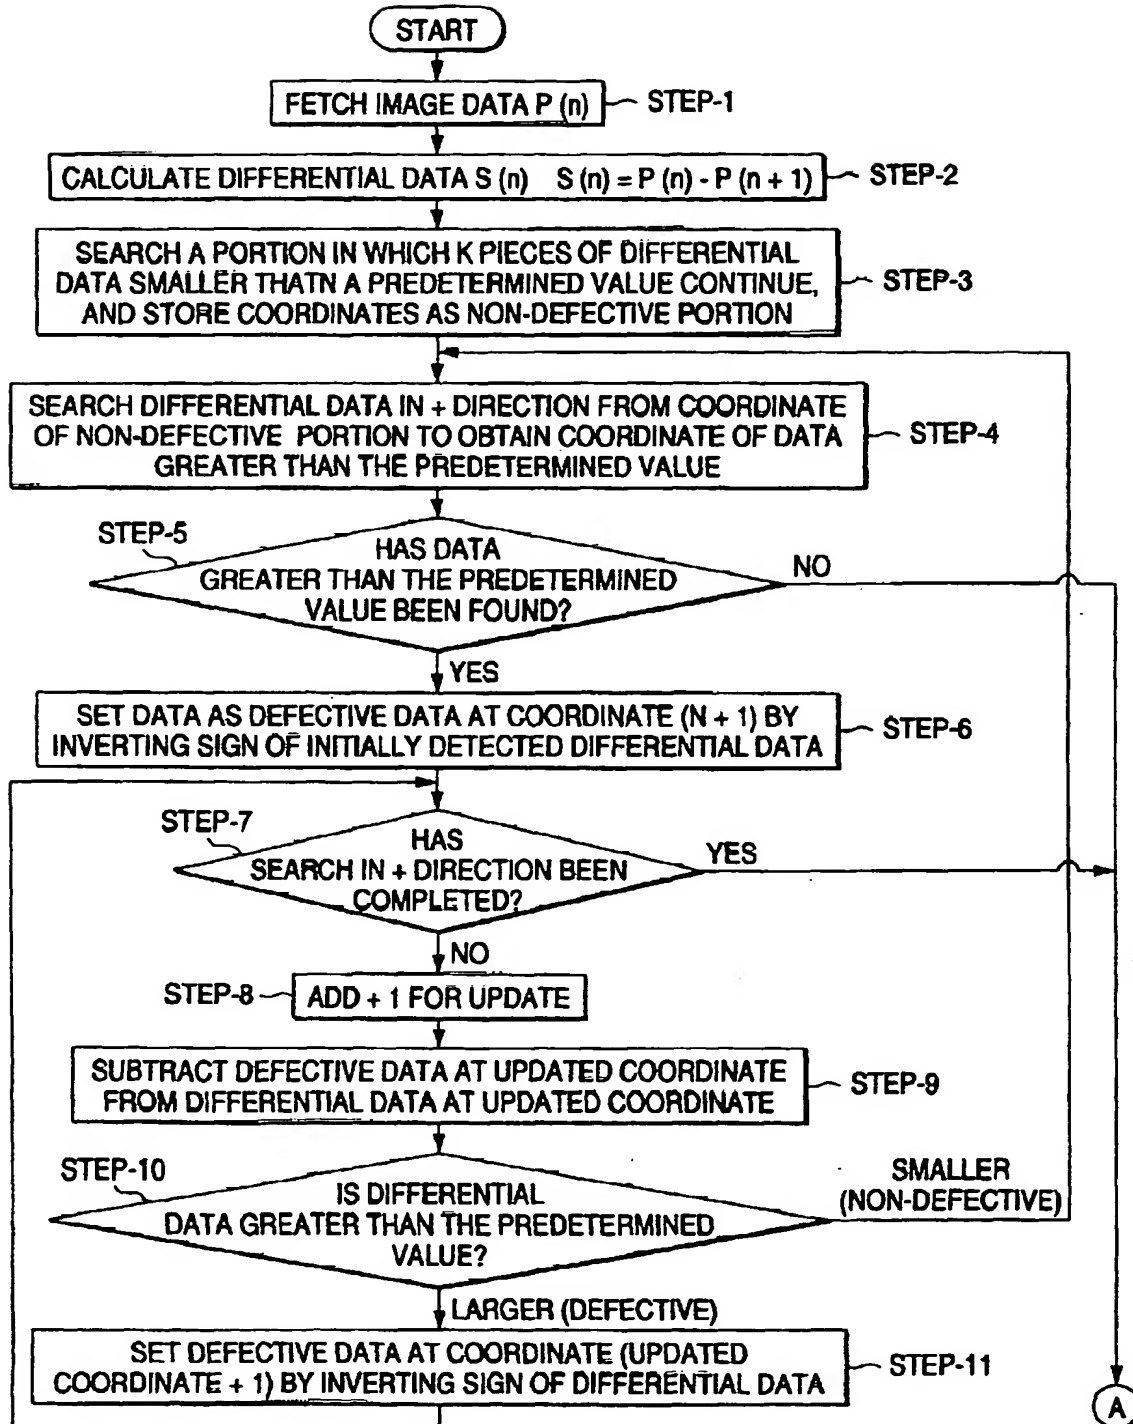 START
FETCH IMAGE DATA P (n)
STEP-1
CALCULATE DIFFERENTIAL DATA S (n) S (n) = P (n) - P (n + 1)
STEP-2
SEARCH A PORTION IN WHICH K PIECES OF DIFFERENTIAL
DATA SMALLER THATN A PREDETERMINED VALUE CONTINUE,
AND STORE COORDINATES AS NON-DEFECTIVE PORTION
STEP-3
SEARCH DIFFERENTIAL DATA IN + DIRECTION FROM COORDINATE
OF NON-DEFECTIVE PORTION TO OBTAIN COORDINATE OF DATA
GREATER THAN THE PREDETERMINED VALUE
STEP-4
STEP-5
HAS DATA
GREATER THAN THE PREDETERMINED
VALUE BEEN FOUND?
NO
YES
SET DATA AS DEFECTIVE DATA AT COORDINATE (N + 1) BY
INVERTING SIGN OF INITIALLY DETECTED DIFFERENTIAL DATA
STEP-6
STEP-7
HAS
SEARCH IN + DIRECTION BEEN
COMPLETED?
YES
NO
STEP-8
ADD + 1 FOR UPDATE
SUBTRACT DEFECTIVE DATA AT UPDATED COORDINATE
FROM DIFFERENTIAL DATA AT UPDATED COORDINATE
STEP-9
STEP-10
IS DIFFERENTIAL
DATA GREATER THAN THE PREDETERMINED
VALUE?
SMALLER
(NON-DEFECTIVE)
LARGER (DEFECTIVE)
SET DEFECTIVE DATA AT COORDINATE (UPDATED
COORDINATE + 1) BY INVERTING SIGN OF DIFFERENTIAL DATA
STEP-11
A